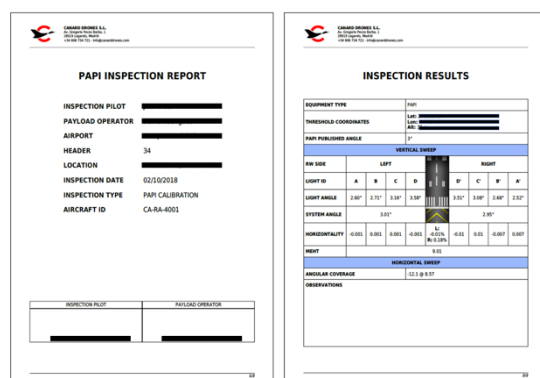 CANARD DRONES S.L.
PAPI INSPECTION REPORT
INSPECTION PILOT
PAYLOAD OPERATOR
AIRPORT
HEADER 34
LOCATION
INSPECTION DATE 02/10/2018
INSPECTION TYPE PAPI CALIBRATION
AIRCRAFT ID CA-RA-4001
INSPECTION PILOT PAYLOAD OPERATOR
CANARD DRONES S.L.
INSPECTION RESULTS
EQUIPMENT TYPE PAPI
THRESHOLD COORDINATES Lat:
Lon:
Alt:
PAPI PUBLISHED ANGLE 3°
VERTICAL SWEEP
RW SIDE LEFT RIGHT
LIGHT ID A B C D D' C' B' A'
LIGHT ANGLE 2.60° 2.71° 3.16° 3.58° 3.51° 3.08° 2.68° 2.52°
SYSTEM ANGLE 3.01° 2.95°
HORIZONTALITY -0.001 0.001 0.001 -0.001 L: -0.01% R: 0.18% -0.01 0.01 -0.007 0.007
MEHT 9.01
HORIZONTAL SWEEP
ANGULAR COVERAGE -12.1 @ 8.57
OBSERVATIONS